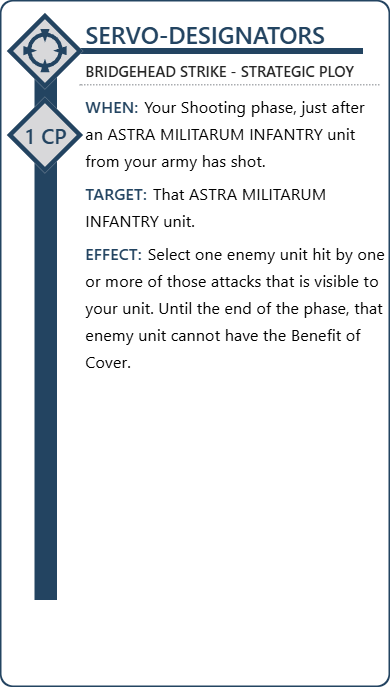 SERVO-DESIGNATORS
BRIDGEHEAD STRIKE - STRATEGIC PLOY
1 CP
WHEN: Your Shooting phase, just after
an ASTRA MILITARUM INFANTRY unit
from your army has shot.
TARGET: That ASTRA MILITARUM
INFANTRY unit.
EFFECT: Select one enemy unit hit by one
or more of those attacks that is visible to
your unit. Until the end of the phase, that
enemy unit cannot have the Benefit of
Cover.